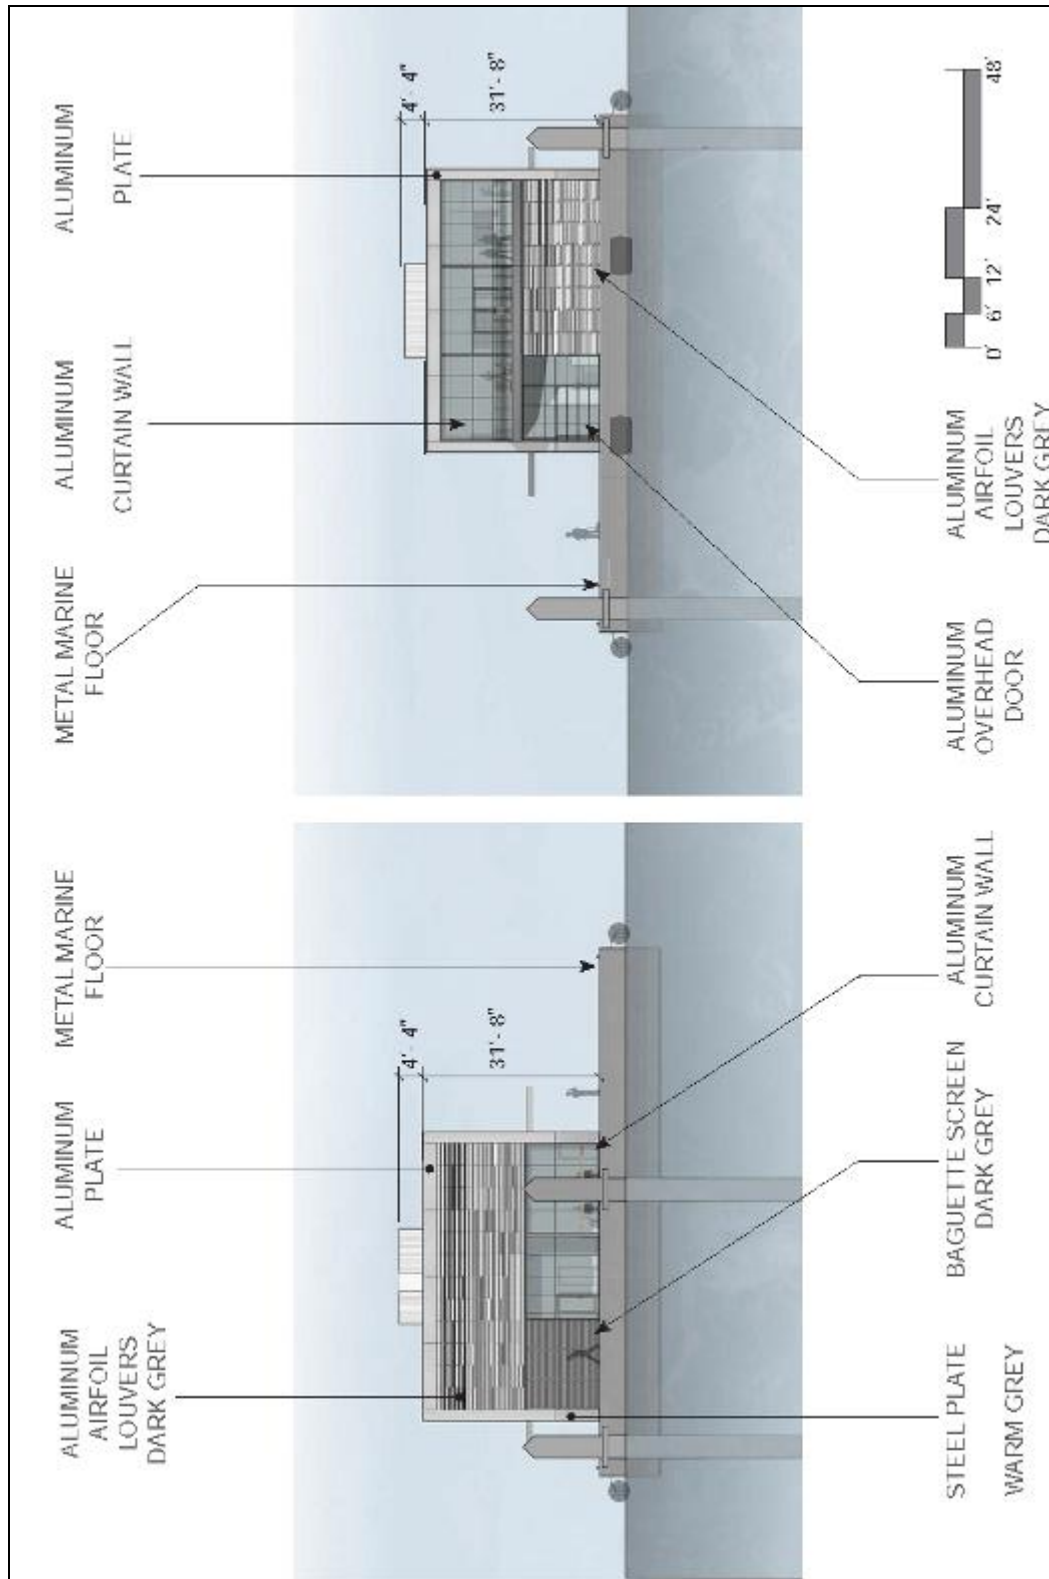 ALUMINUM
AIRFOIL
LOUVERS
DARK GREY
ALUMINUM
PLATE
METAL MARINE
FLOOR
METAL MARINE
FLOOR
ALUMINUM
CURTAIN WALL
ALUMINUM
PLATE
4' - 4"
31' - 8"
4' - 4"
31' - 8"
STEEL PLATE
WARM GREY
BAGUETTE SCREEN
DARK GREY
ALUMINUM
CURTAIN WALL
ALUMINUM
OVERHEAD
DOOR
ALUMINUM
AIRFOIL
LOUVERS
DARK GREY
0' 6' 12' 24' 48'